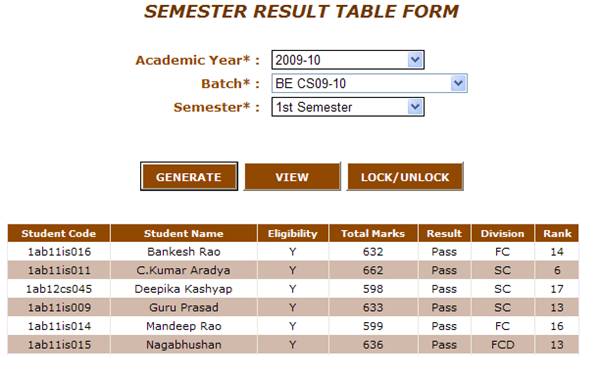 SEMESTER RESULT TABLE FORM
Academic Year* : 2009-10
Batch* : BE CS09-10
Semester* : 1st Semester
GENERATE VIEW LOCK/UNLOCK
Student Code Student Name Eligibility Total Marks Result Division Rank
1ab11is016 Bankesh Rao Y 632 Pass FC 14
1ab11is011 C.Kumar Aradya Y 662 Pass SC 6
1ab12cs045 Deepika Kashyap Y 598 Pass SC 17
1ab11is009 Guru Prasad Y 633 Pass SC 13
1ab11is014 Mandeep Rao Y 599 Pass FC 16
1ab11is015 Nagabhushan Y 636 Pass FCD 13